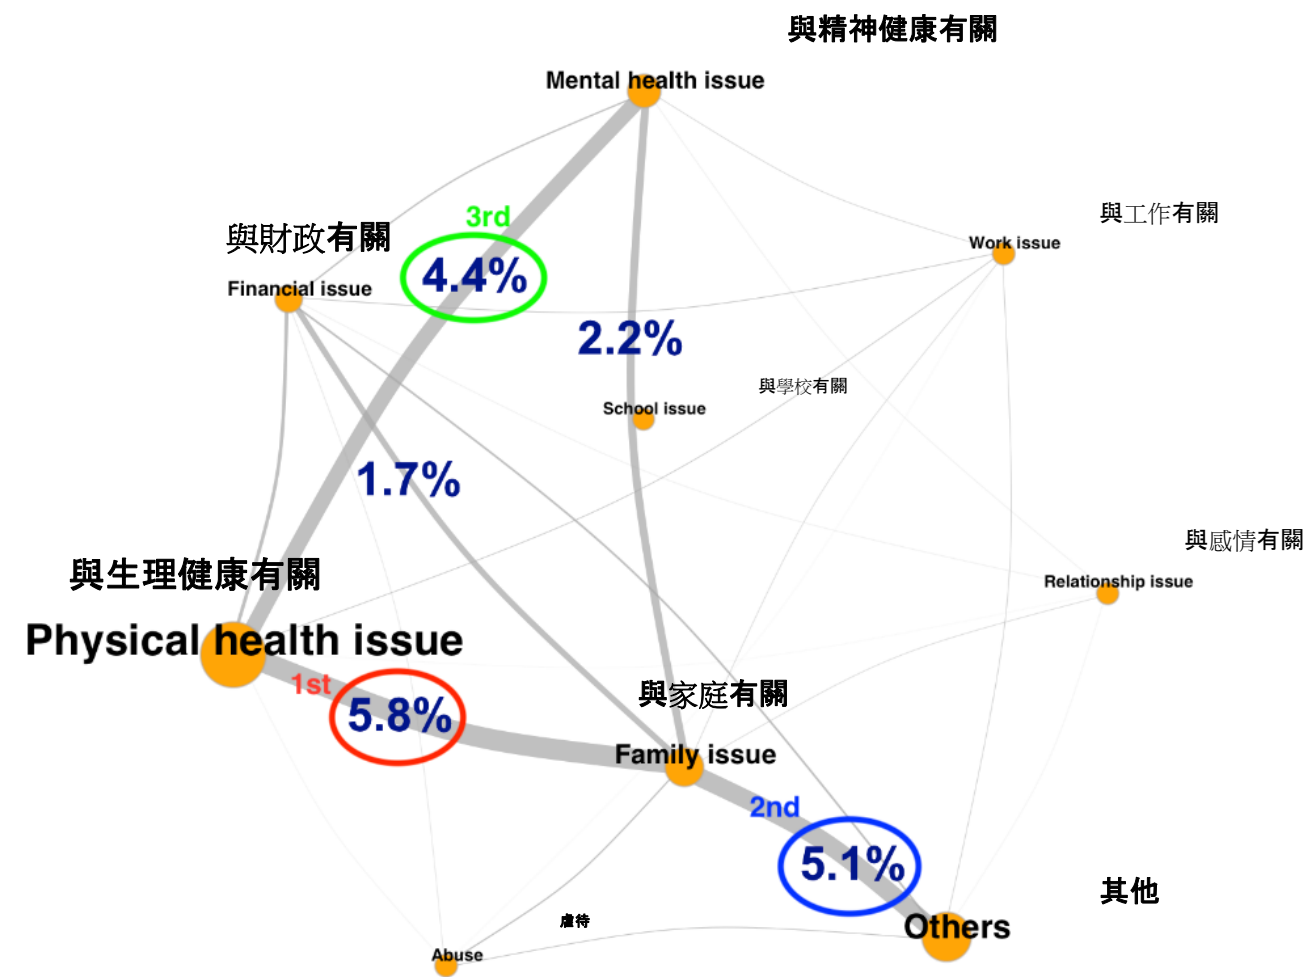 與精神健康有關
Mental health issue
與工作有關
3rd
與財政有關
Work issue
4.4%
Financial issue
2.2%
與學校有關
School issue
1.7%
與感情有關
與生理健康有關
Relationship issue
Physical health issue
1st
與家庭有關
5.8%
Family issue
2nd
5.1%
其他
虐待
Others
Abuse